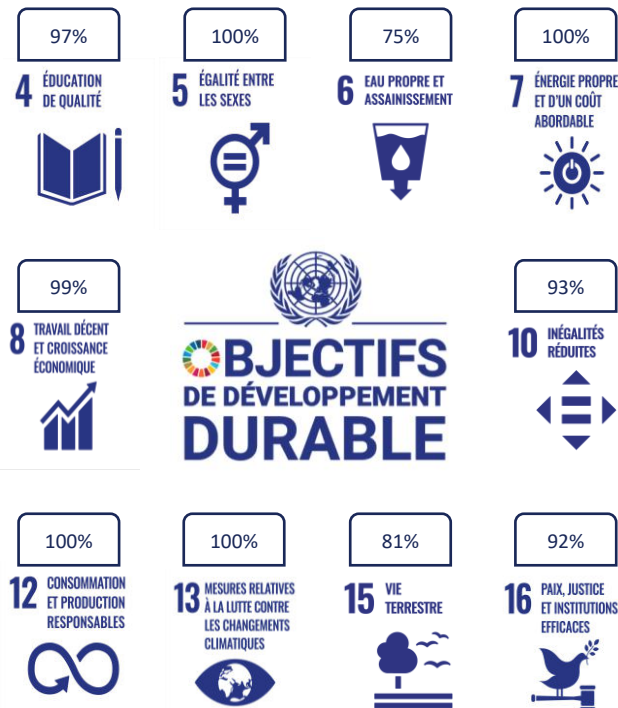 97%
4 ÉDUCATION
DE QUALITÉ
100%
5 ÉGALITÉ ENTRE
LES SEXES
75%
6 EAU PROPRE ET
ASSAINISSEMENT
100%
7 ÉNERGIE PROPRE
ET D'UN COÛT
ABORDABLE
99%
8 TRAVAIL DÉCENT
ET CROISSANCE
ÉCONOMIQUE
OBJECTIFS
DE DÉVELOPPEMENT
DURABLE
93%
10 INÉGALITÉS
RÉDUITES
100%
12 CONSOMMATION
ET PRODUCTION
RESPONSABLES
100%
13 MESURES RELATIVES
À LA LUTTE CONTRE
LES CHANGEMENTS
CLIMATIQUES
81%
15 VIE
TERRESTRE
92%
16 PAIX, JUSTICE
ET INSTITUTIONS
EFFICACES